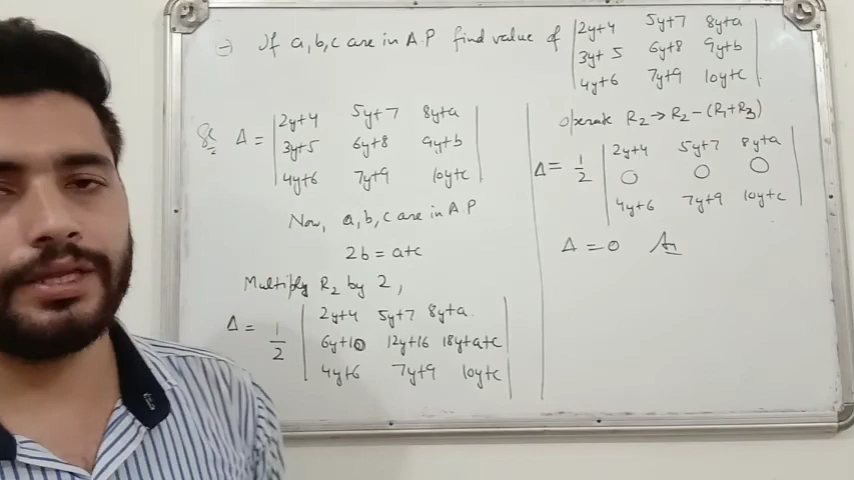 If a,b,c are in A.P find value of |2y+4 5y+7 8y+a|
|3y+5 6y+8 9y+b|
|4y+6 7y+9 10y+c|
Δ = |2y+4 5y+7 8y+a|
|3y+5 6y+8 9y+b|
|4y+6 7y+9 10y+c|
Now, a,b,c are in A.P
2b = a+c
Multiply R2 by 2,
Δ = 1/2 |2y+4 5y+7 8y+a|
|6y+10 12y+16 18y+a+c|
|4y+6 7y+9 10y+c|
operate R2 → R2 - (R1+R3)
Δ = 1/2 |2y+4 5y+7 8y+a|
|0 0 0|
|4y+6 7y+9 10y+c|
Δ = 0 An